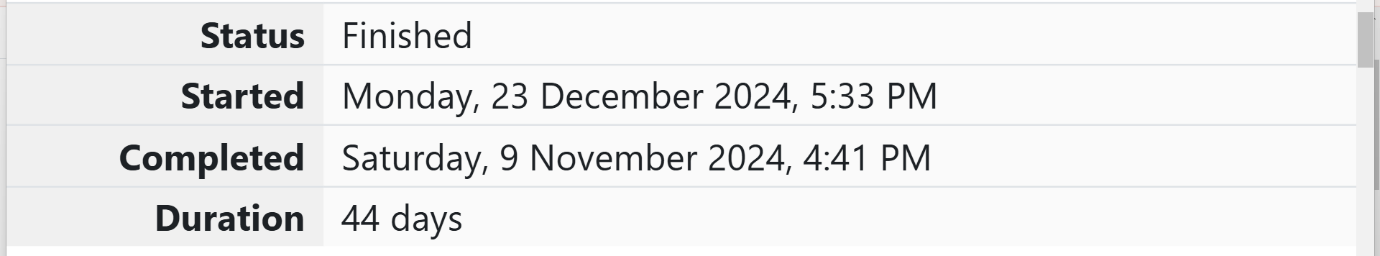 Status Finished
Started Monday, 23 December 2024, 5:33 PM
Completed Saturday, 9 November 2024, 4:41 PM
Duration 44 days